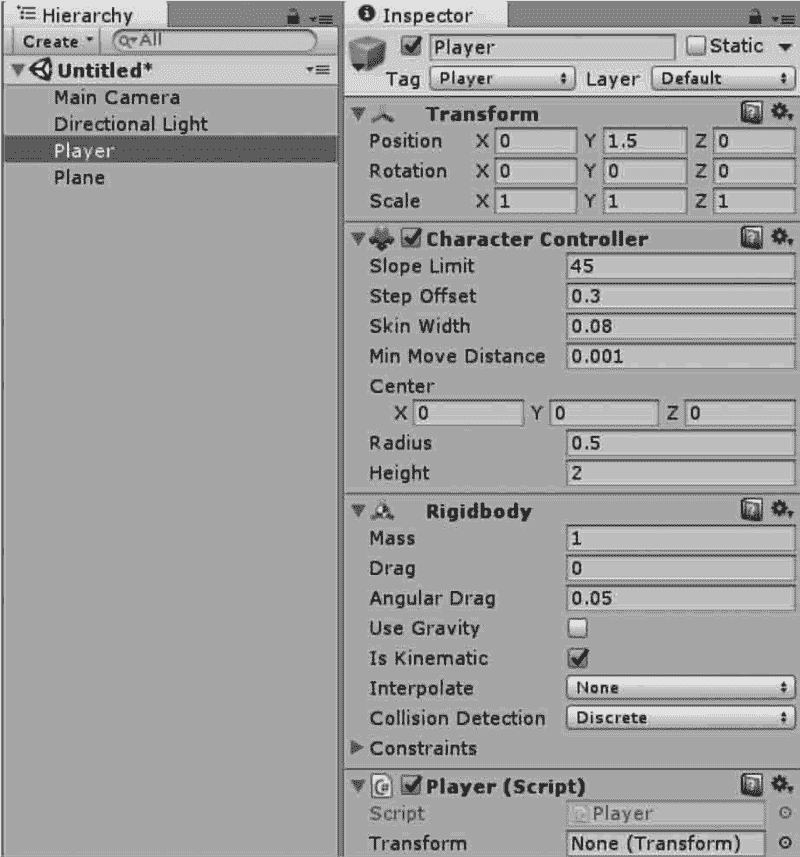 Hierarchy
Create
All
Untitled*
Main Camera
Directional Light
Player
Plane
Inspector
Player
Static
Tag Player Layer Default
Transform
Position X 0 Y 1.5 Z 0
Rotation X 0 Y 0 Z 0
Scale X 1 Y 1 Z 1
Character Controller
Slope Limit 45
Step Offset 0.3
Skin Width 0.08
Min Move Distance 0.001
Center
X 0 Y 0 Z 0
Radius 0.5
Height 2
Rigidbody
Mass 1
Drag 0
Angular Drag 0.05
Use Gravity
Is Kinematic
Interpolate None
Collision Detection Discrete
Constraints
C# Player (Script)
Script Player
Transform None (Transform)